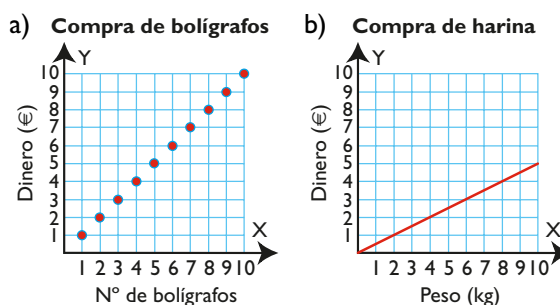 a) Compra de bolígrafos
Y
10
9
8
7
6
5
4
3
2
1
Dinero (€)
X
1 2 3 4 5 6 7 8 9 10
Nº de bolígrafos
b) Compra de harina
Y
10
9
8
7
6
5
4
3
2
1
Dinero (€)
X
1 2 3 4 5 6 7 8 9 10
Peso (kg)